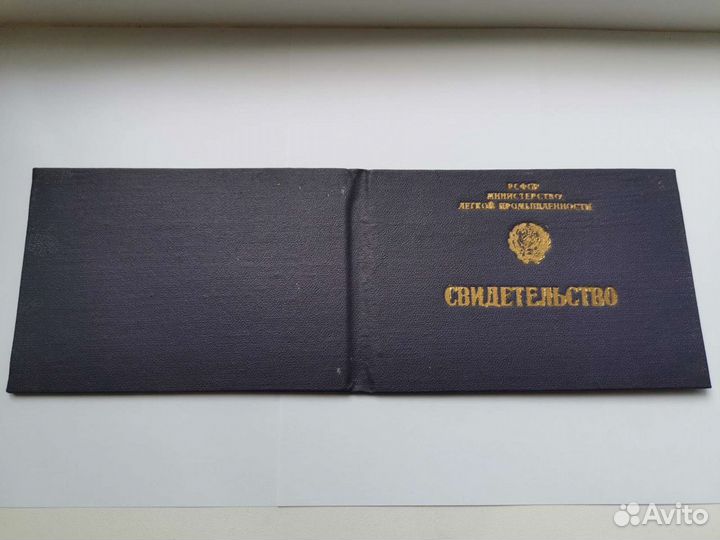 РСФСР
МИНИСТЕРСТВО
ЛЕГКОЙ ПРОМЫШЛЕННОСТИ
СВИДЕТЕЛЬСТВО
Avito